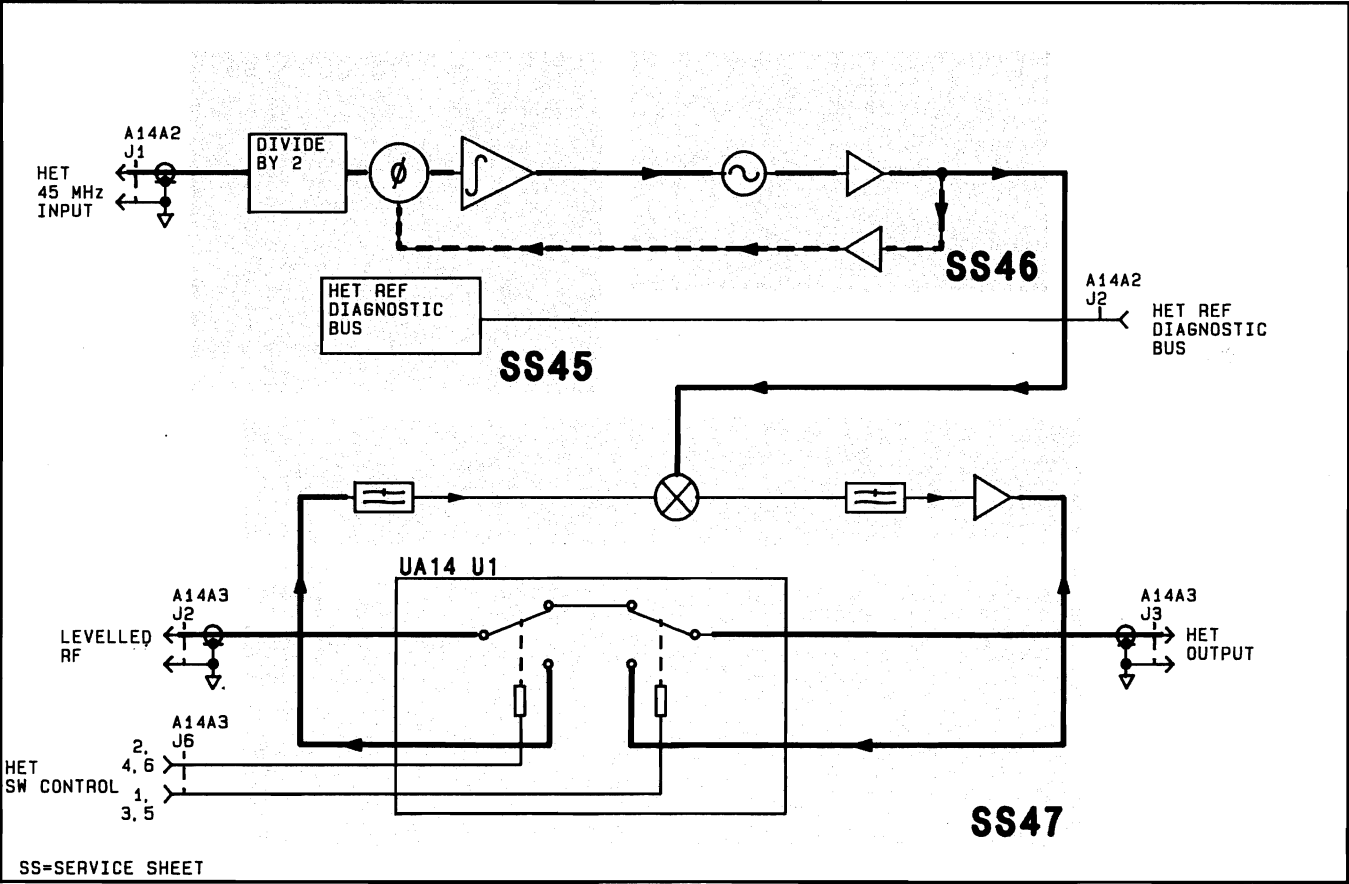 A14A2
J1
DIVIDE
BY 2
HET
45 MHz
INPUT
ϕ
∫
SS46
HET REF
DIAGNOSTIC
BUS
A14A2
J2
HET REF
DIAGNOSTIC
BUS
SS45
UA14 U1
A14A3
J2
LEVELLED
RF
A14A3
J3
HET
OUTPUT
A14A3
J6
2,
4,6
HET
SW CONTROL
1,
3,5
SS47
SS=SERVICE SHEET